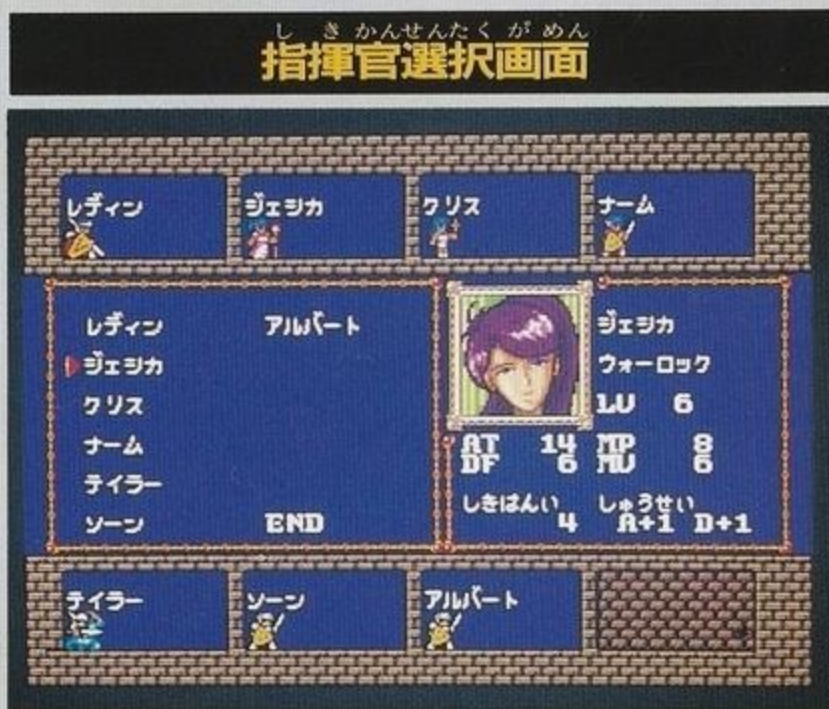 しきかんせんたくがめん
指揮官選択画面
レディン ジェシカ クリス ナーム
レディン アルバート
ジェシカ
クリス
ナーム
テイラー
ソーン END
ジェシカ
ウォーロック
LV 6
AT 14 MP 8
DF 6 MV 6
しきはんい 4
しゅうせい
A+1 D+1
テイラー ソーン アルバート